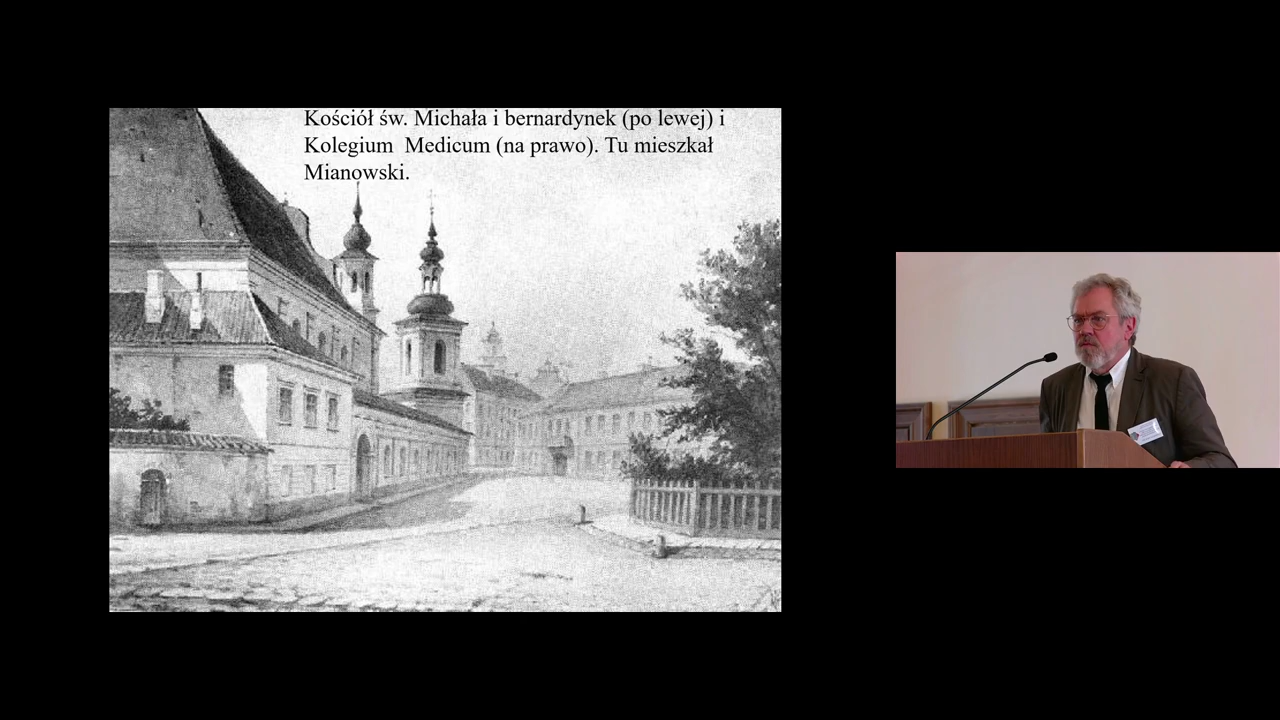 Kościół św. Michała i bernardynek (po lewej) i
Kolegium  Medicum (na prawo). Tu mieszkał
Mianowski.